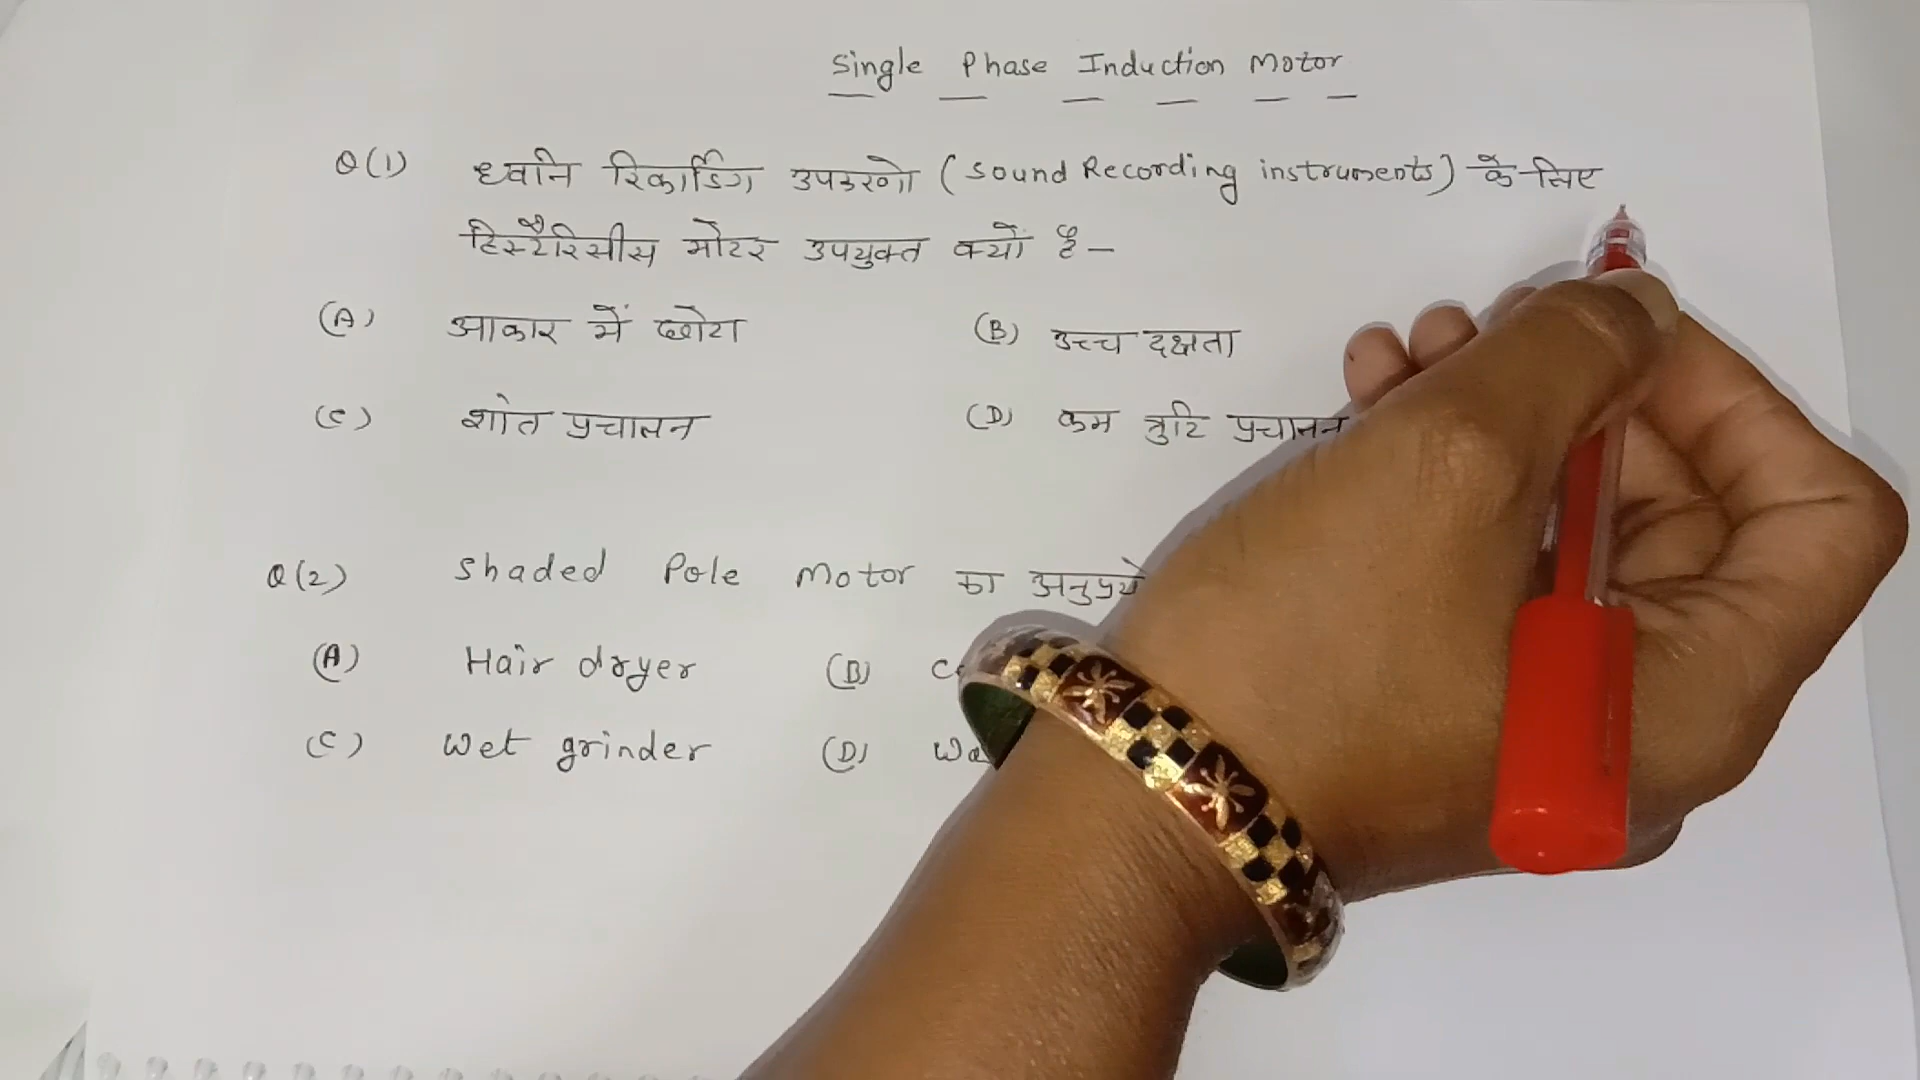 Single Phase Induction Motor
Q(1) ध्वनि रिकार्डिंग उपकरणो (Sound Recording instruments) के लिए
हिस्टैरिसीस मोटर उपयुक्त क्यों है -
(A) आकार में छोटा (B) उच्च दक्षता
(C) शांत प्रचालन (D) कम त्रुटि प्रचालन
Q(2) Shaded Pole Motor का
(A) Hair dryer (B)
(C) Wet grinder (D)